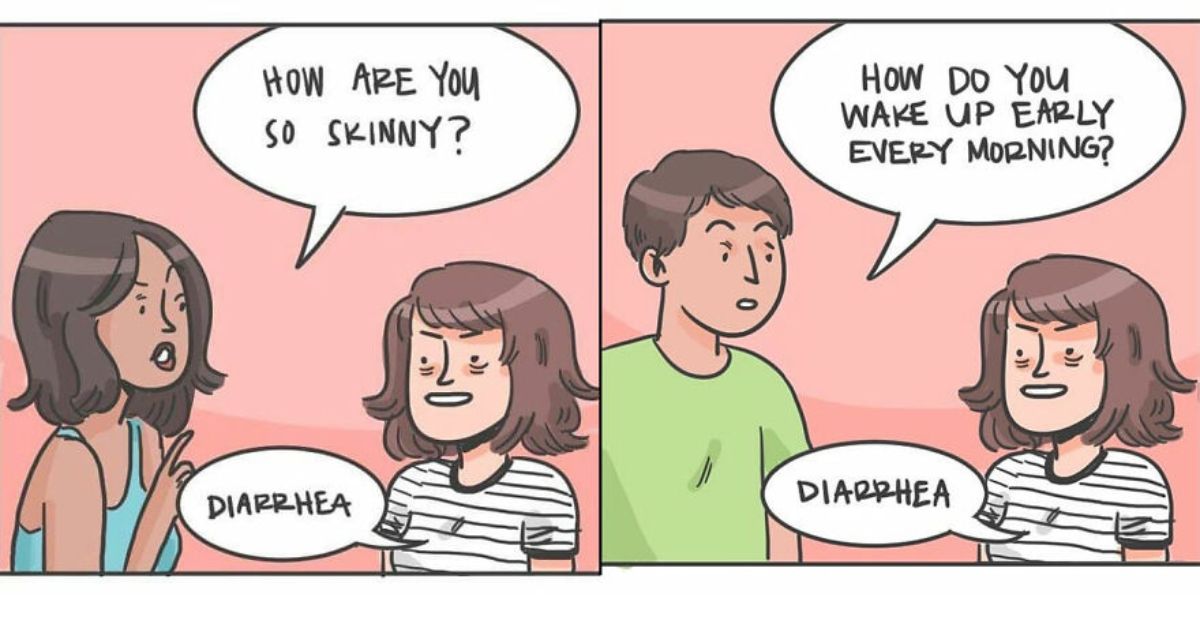 HOW ARE YOU
SO SKINNY?
DIARRHEA
HOW DO YOU
WAKE UP EARLY
EVERY MORNING?
DIARRHEA